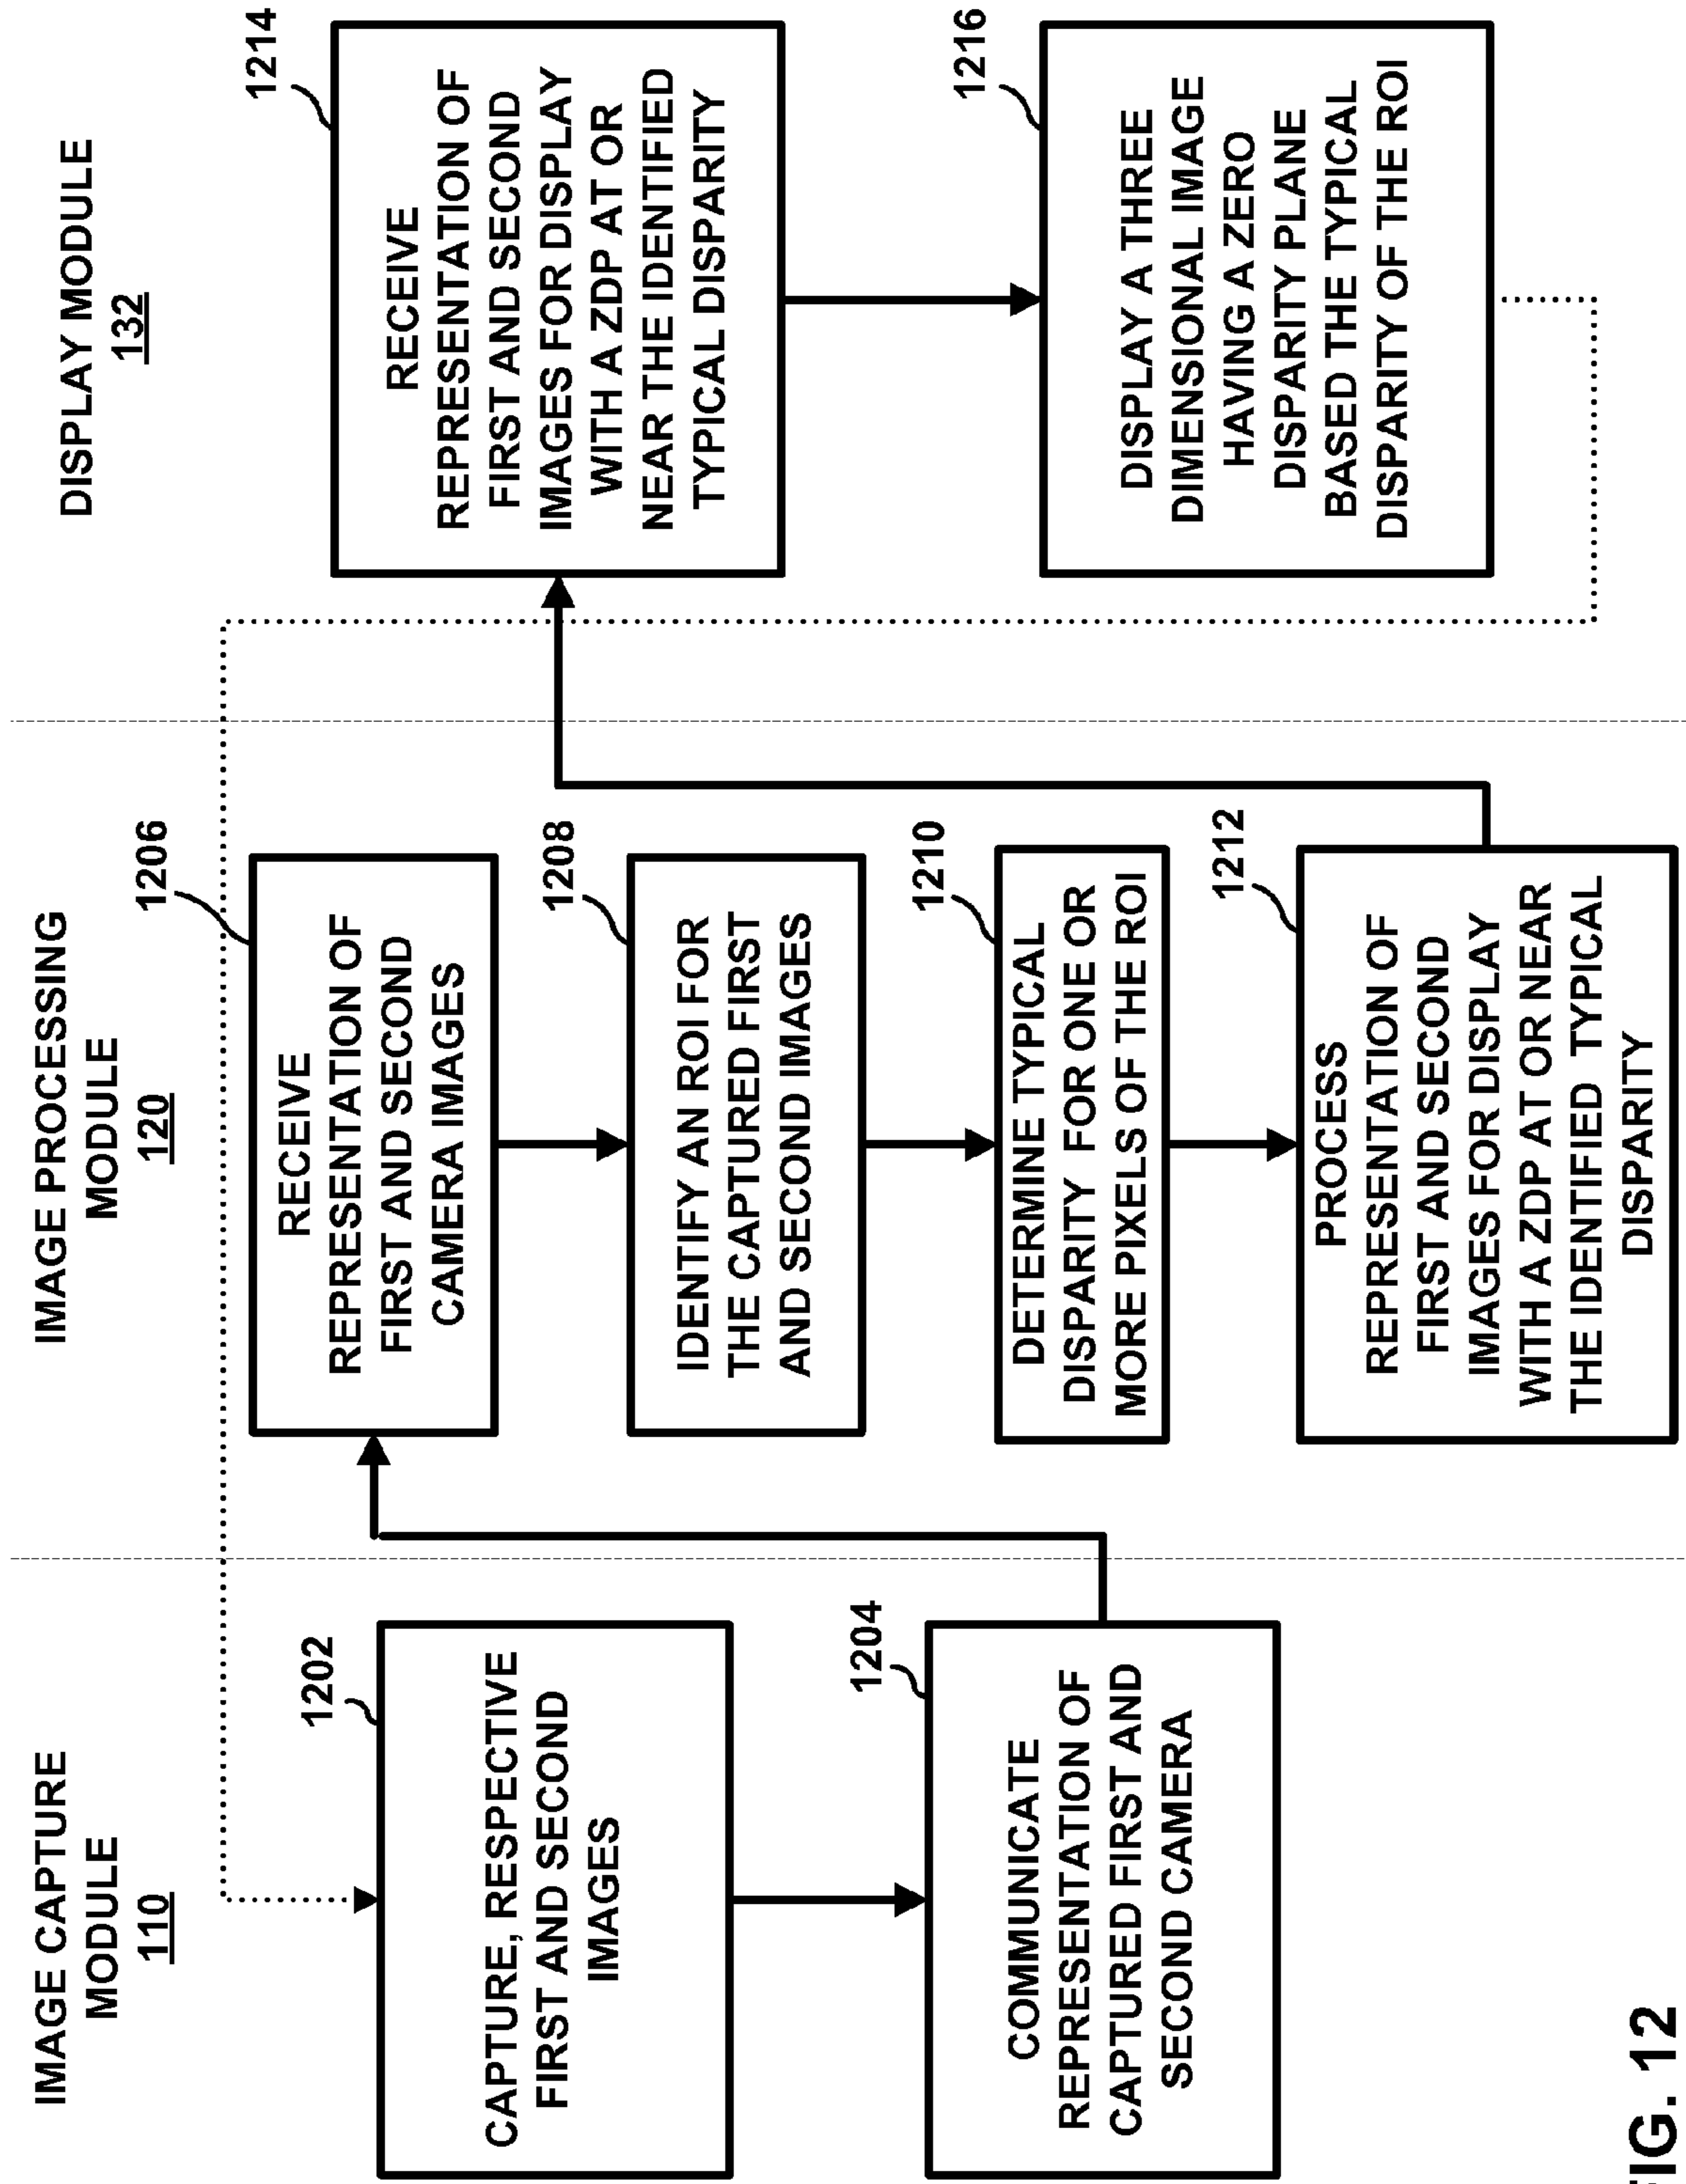 IMAGE CAPTURE
MODULE
110
1202
CAPTURE, RESPECTIVE
FIRST AND SECOND
IMAGES
1204
COMMUNICATE
REPRESENTATION OF
CAPTURED FIRST AND
SECOND CAMERA
IMAGE PROCESSING
MODULE
120
1206
RECEIVE
REPRESENTATION OF
FIRST AND SECOND
CAMERA IMAGES
1208
IDENTIFY AN ROI FOR
THE CAPTURED FIRST
AND SECOND IMAGES
1210
DETERMINE TYPICAL
DISPARITY FOR ONE OR
MORE PIXELS OF THE ROI
1212
PROCESS
REPRESENTATION OF
FIRST AND SECOND
IMAGES FOR DISPLAY
WITH A ZDP AT OR NEAR
THE IDENTIFIED TYPICAL
DISPARITY
DISPLAY MODULE
132
1214
RECEIVE
REPRESENTATION OF
FIRST AND SECOND
IMAGES FOR DISPLAY
WITH A ZDP AT OR
NEAR THE IDENTIFIED
TYPICAL DISPARITY
1216
DISPLAY A THREE
DIMENSIONAL IMAGE
HAVING A ZERO
DISPARITY PLANE
BASED THE TYPICAL
DISPARITY OF THE ROI
FIG. 12